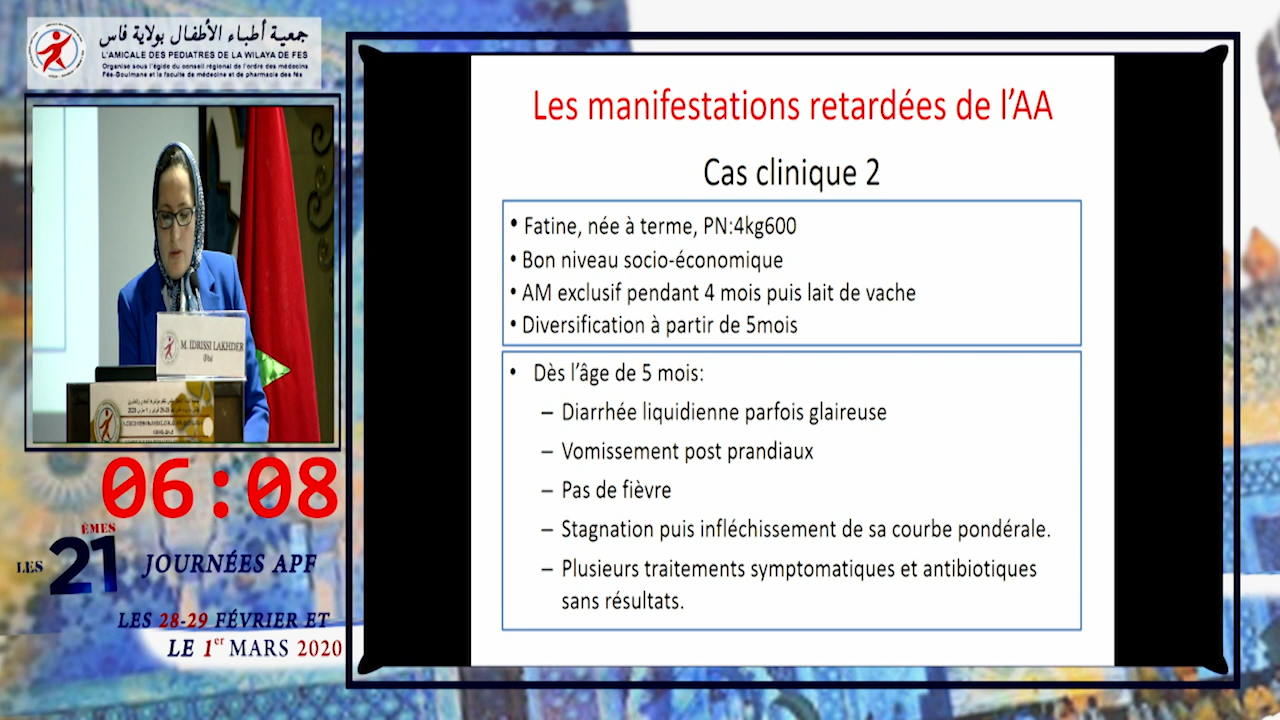 جمعية أطباء الأطفال بولاية فاس
L'AMICALE DES PEDIATRES DE LA WILAYA DE FES
Organise sous l'égide du conseil régional de l'ordre des médecins
Fés-Boulmane et la faculte de médecine et de pharmacie des fés
M. IDRISSI LAKHDER
06:08
LES 21 ÈMES JOURNÉES APF
LES 28-29 FÉVRIER ET
LE 1er MARS 2020
Les manifestations retardées de l'AA
Cas clinique 2
• Fatine, née à terme, PN:4kg600
• Bon niveau socio-économique
• AM exclusif pendant 4 mois puis lait de vache
• Diversification à partir de 5mois
• Dès l'âge de 5 mois:
– Diarrhée liquidienne parfois glaireuse
– Vomissement post prandiaux
– Pas de fièvre
– Stagnation puis infléchissement de sa courbe pondérale.
– Plusieurs traitements symptomatiques et antibiotiques
sans résultats.